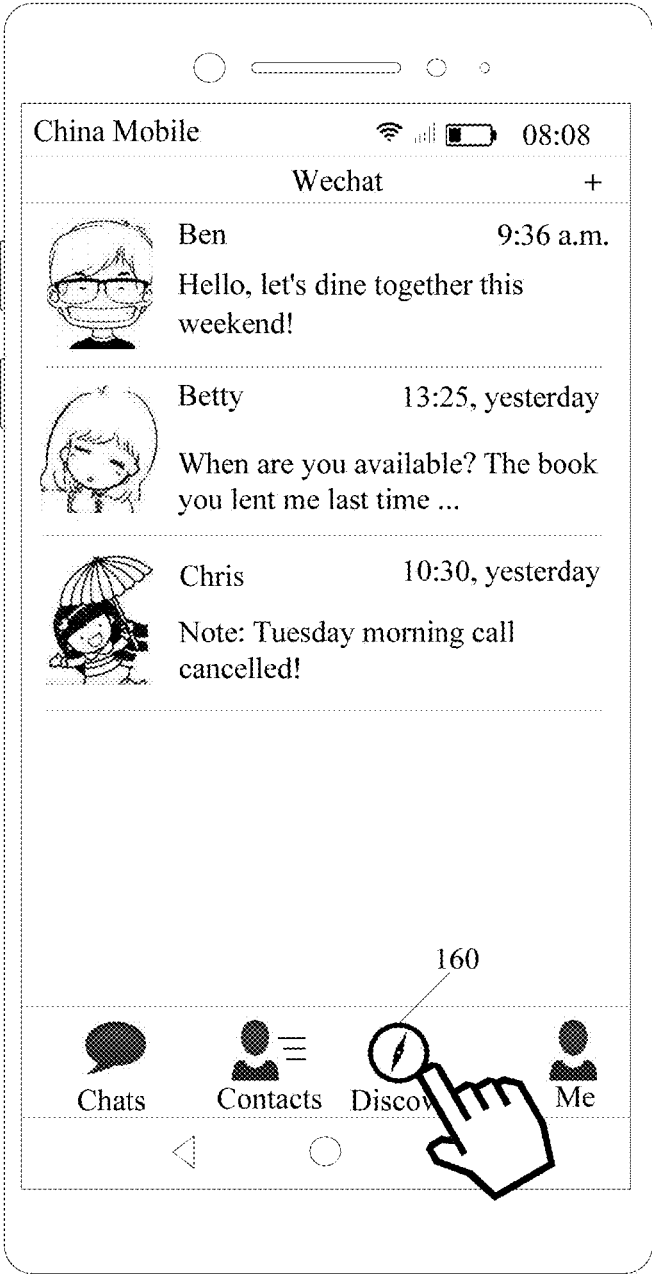 China Mobile 08:08
Wechat +
Ben 9:36 a.m.
Hello, let's dine together this
weekend!
Betty 13:25, yesterday
When are you available? The book
you lent me last time ...
Chris 10:30, yesterday
Note: Tuesday morning call
cancelled!
160
Chats Contacts Discov Me